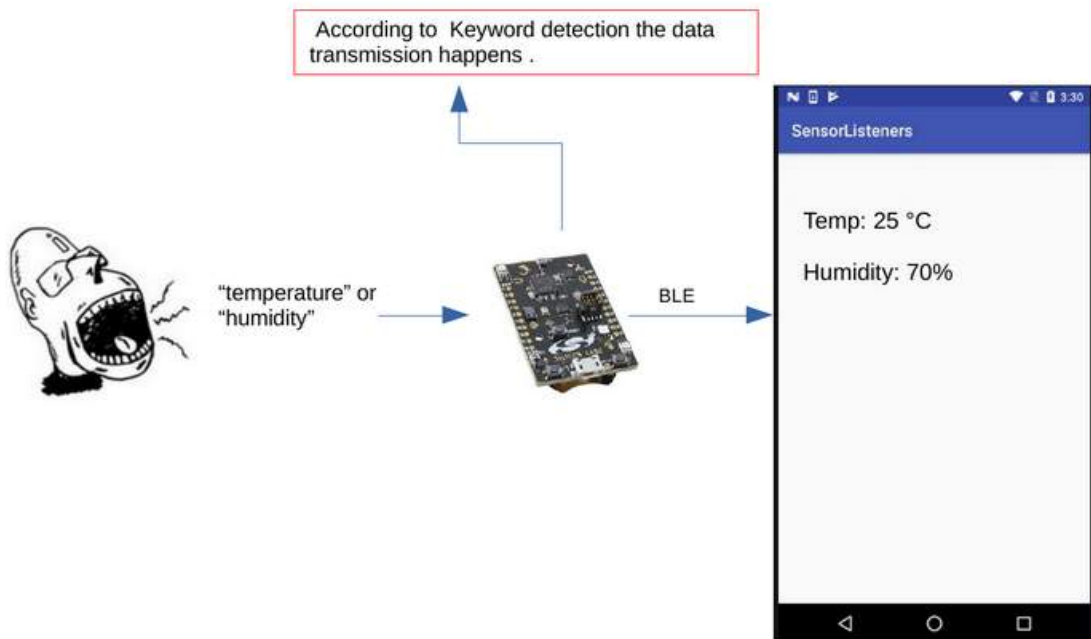 According to Keyword detection the data
transmission happens .
3:30
SensorListeners
Temp: 25 °C
Humidity: 70%
“temperature” or
“humidity”
BLE